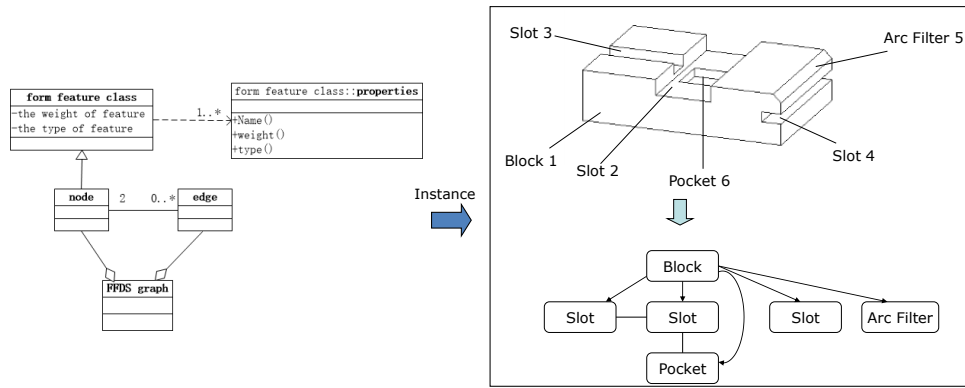 form feature class
-the weight of feature
-the type of feature
1..*
form feature class::properties
+Name()
+weight()
+type()
node
2
0..*
edge
FFDS graph
Instance
Slot 3
Arc Filter 5
Block 1
Slot 2
Pocket 6
Slot 4
Block
Slot
Slot
Slot
Arc Filter
Pocket